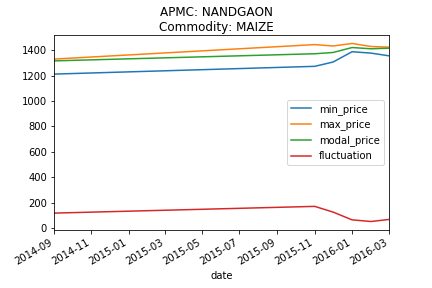 APMC: NANDGAON
Commodity: MAIZE
1400
1200
1000
800
600
400
200
0
min_price
max_price
modal_price
fluctuation
2014-09
2014-11
2015-01
2015-03
2015-05
2015-07
2015-09
2015-11
2016-01
2016-03
date